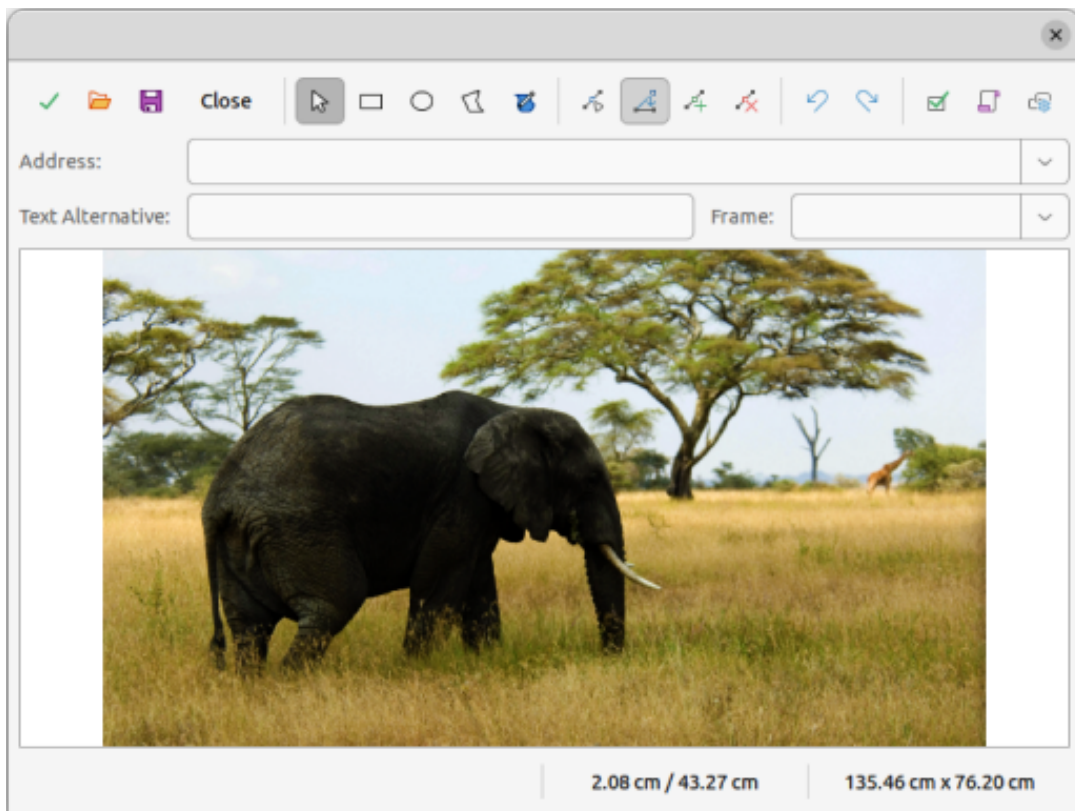 Close
Address:
Text Alternative:
Frame:
2.08 cm / 43.27 cm
135.46 cm x 76.20 cm